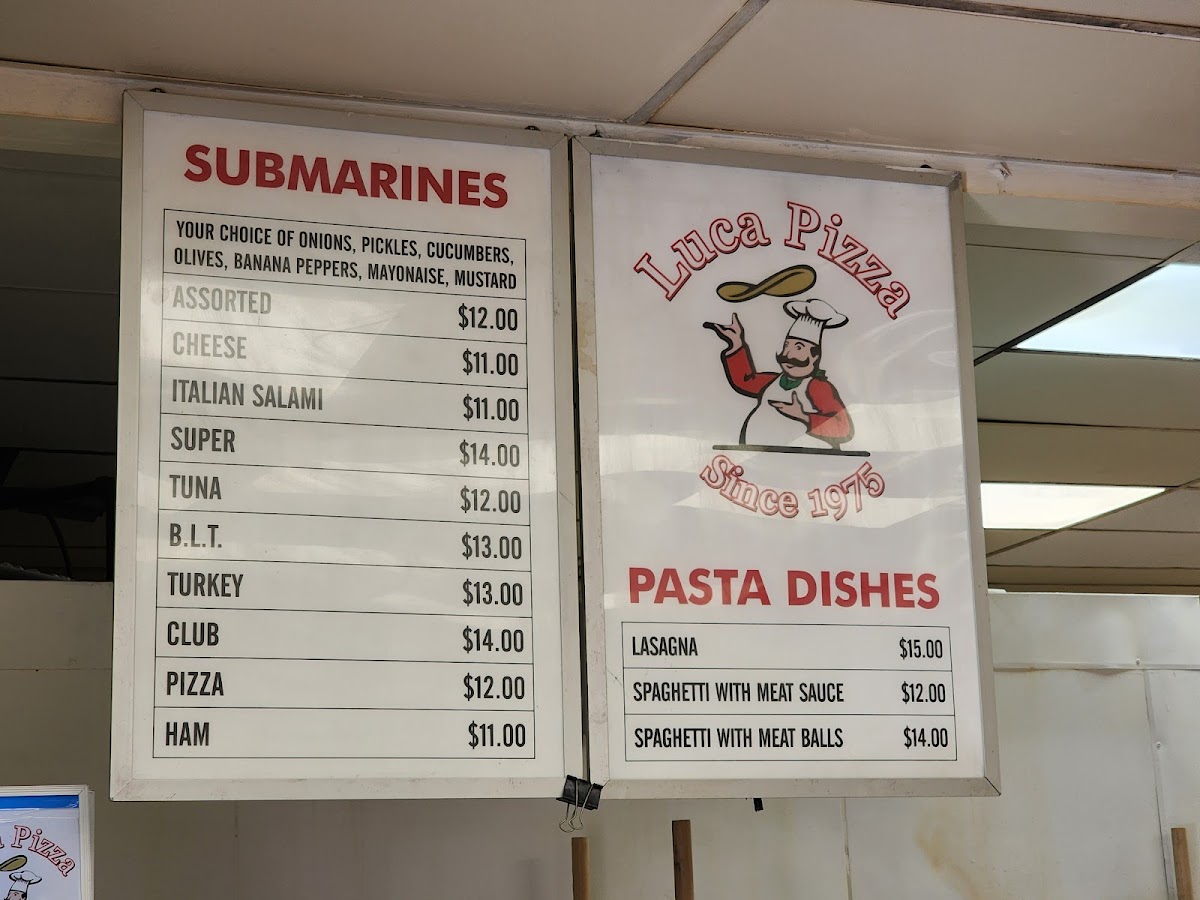 SUBMARINES
YOUR CHOICE OF ONIONS, PICKLES, CUCUMBERS,
OLIVES, BANANA PEPPERS, MAYONAISE, MUSTARD
ASSORTED $12.00
CHEESE $11.00
ITALIAN SALAMI $11.00
SUPER $14.00
TUNA $12.00
B.L.T. $13.00
TURKEY $13.00
CLUB $14.00
PIZZA $12.00
HAM $11.00
Luca Pizza
Since 1975
PASTA DISHES
LASAGNA $15.00
SPAGHETTI WITH MEAT SAUCE $12.00
SPAGHETTI WITH MEAT BALLS $14.00
Pizza